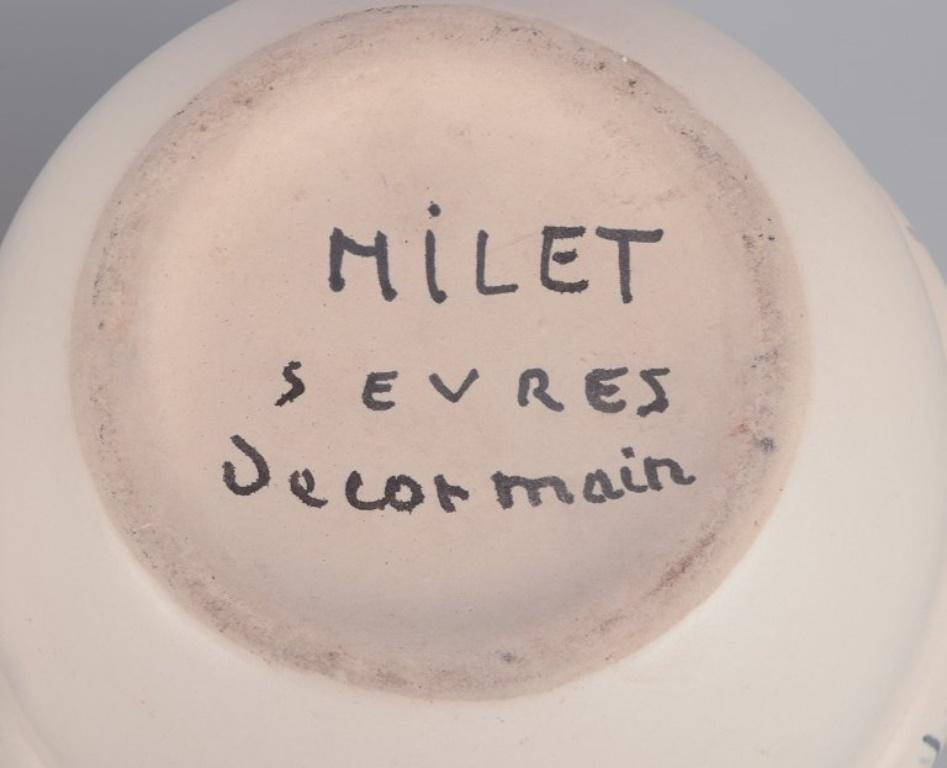 MiLET
SEVRES
Decor main